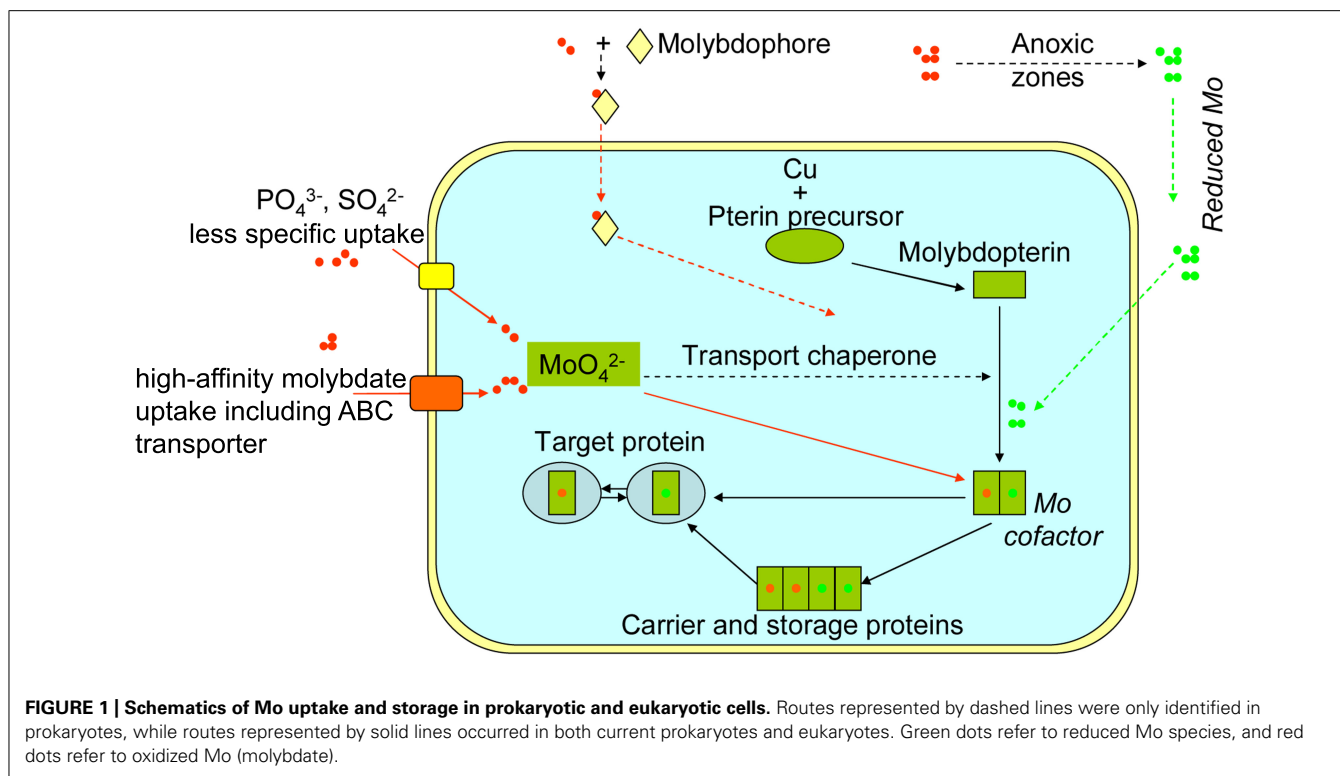 + Molybdophore
Anoxic
zones
Reduced Mo
PO₄³⁻, SO₄²⁻
less specific uptake
Cu
+
Pterin precursor
Molybdopterin
MoO₄²⁻
Transport chaperone
high-affinity molybdate
uptake including ABC
transporter
Target protein
Mo
cofactor
Carrier and storage proteins
FIGURE 1 | Schematics of Mo uptake and storage in prokaryotic and eukaryotic cells. Routes represented by dashed lines were only identified in
prokaryotes, while routes represented by solid lines occurred in both current prokaryotes and eukaryotes. Green dots refer to reduced Mo species, and red
dots refer to oxidized Mo (molybdate).